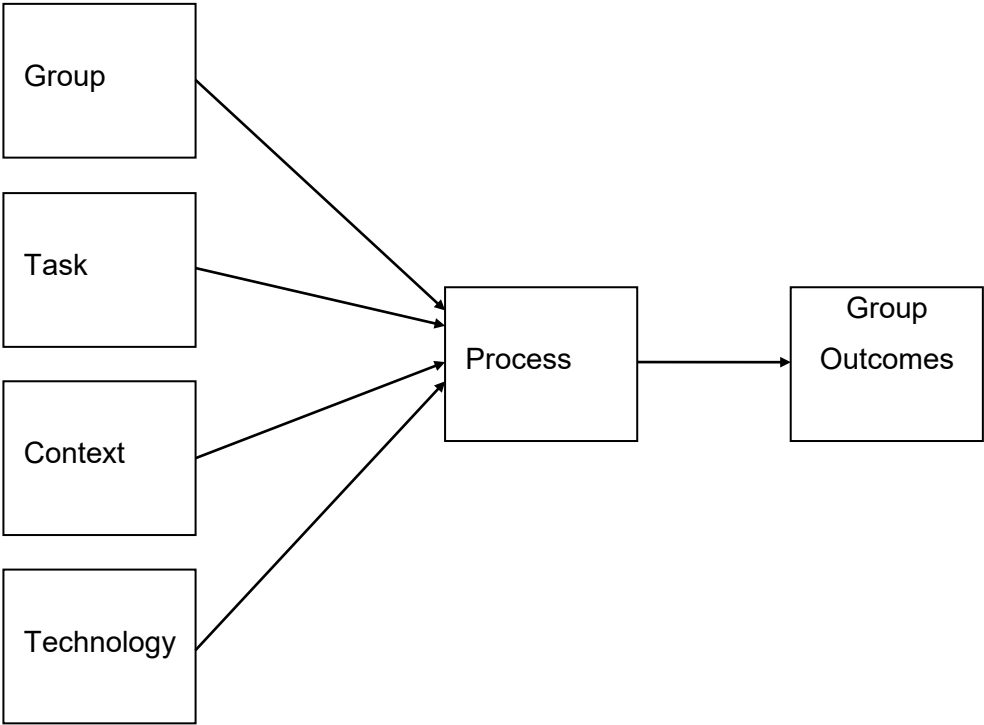 Group
Task
Context
Technology
Process
Group
Outcomes